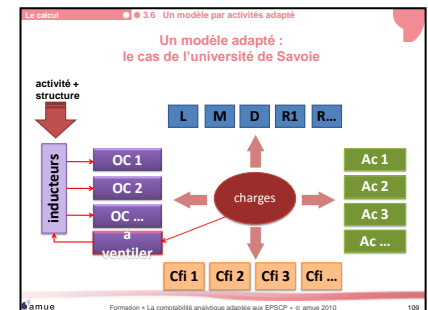 Le calcul
3.6 Un modèle par activités adapté
Un modèle adapté :
le cas de l'université de Savoie
activité +
structure
L M D R1 R...
inducteurs
OC 1
OC 2
OC ...
à
ventiler
charges
Ac 1
Ac 2
Ac 3
Ac ...
Cfi 1 Cfi 2 Cfi 3 Cfi ...
amue
Formation « La comptabilité analytique adaptée aux EPSCP » © amue 2010
109